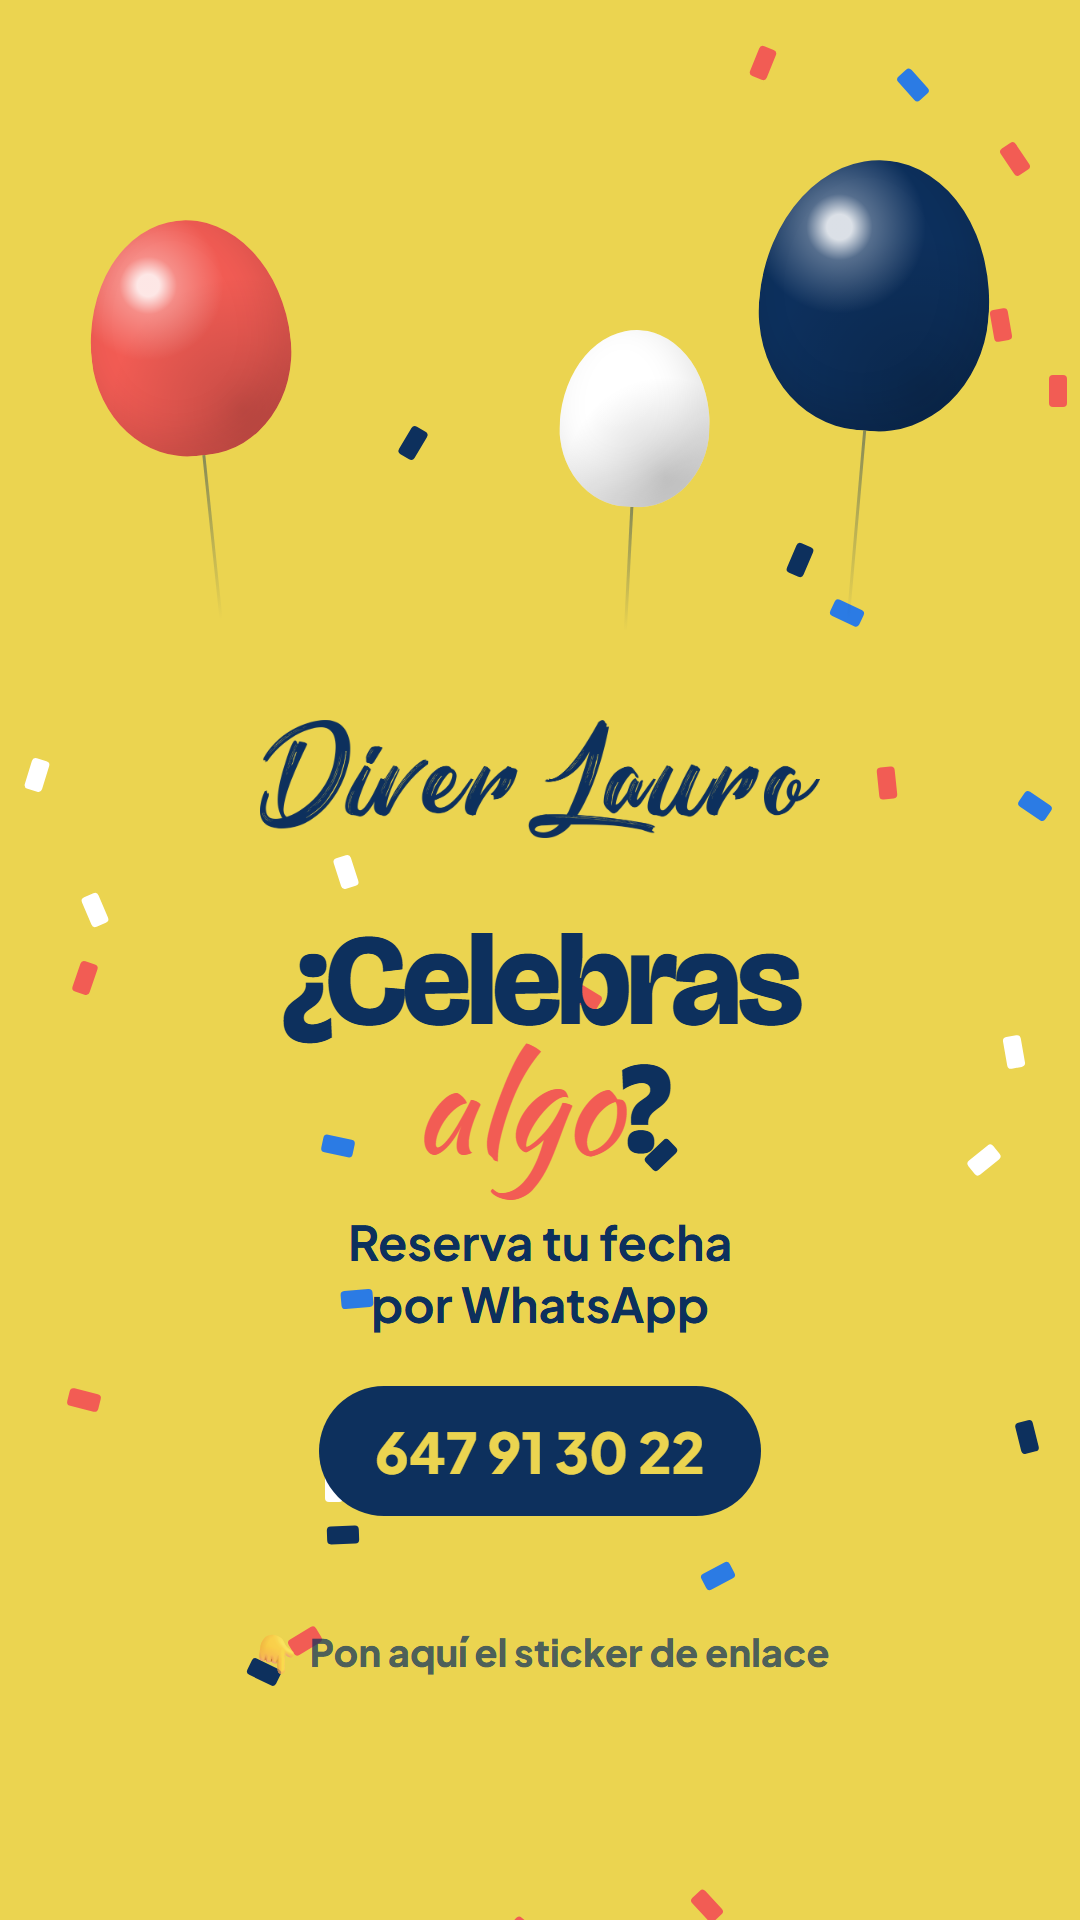 Diver Lauro
¿Celebras
algo?
Reserva tu fecha
por WhatsApp
647 91 30 22
👇 Pon aquí el sticker de enlace